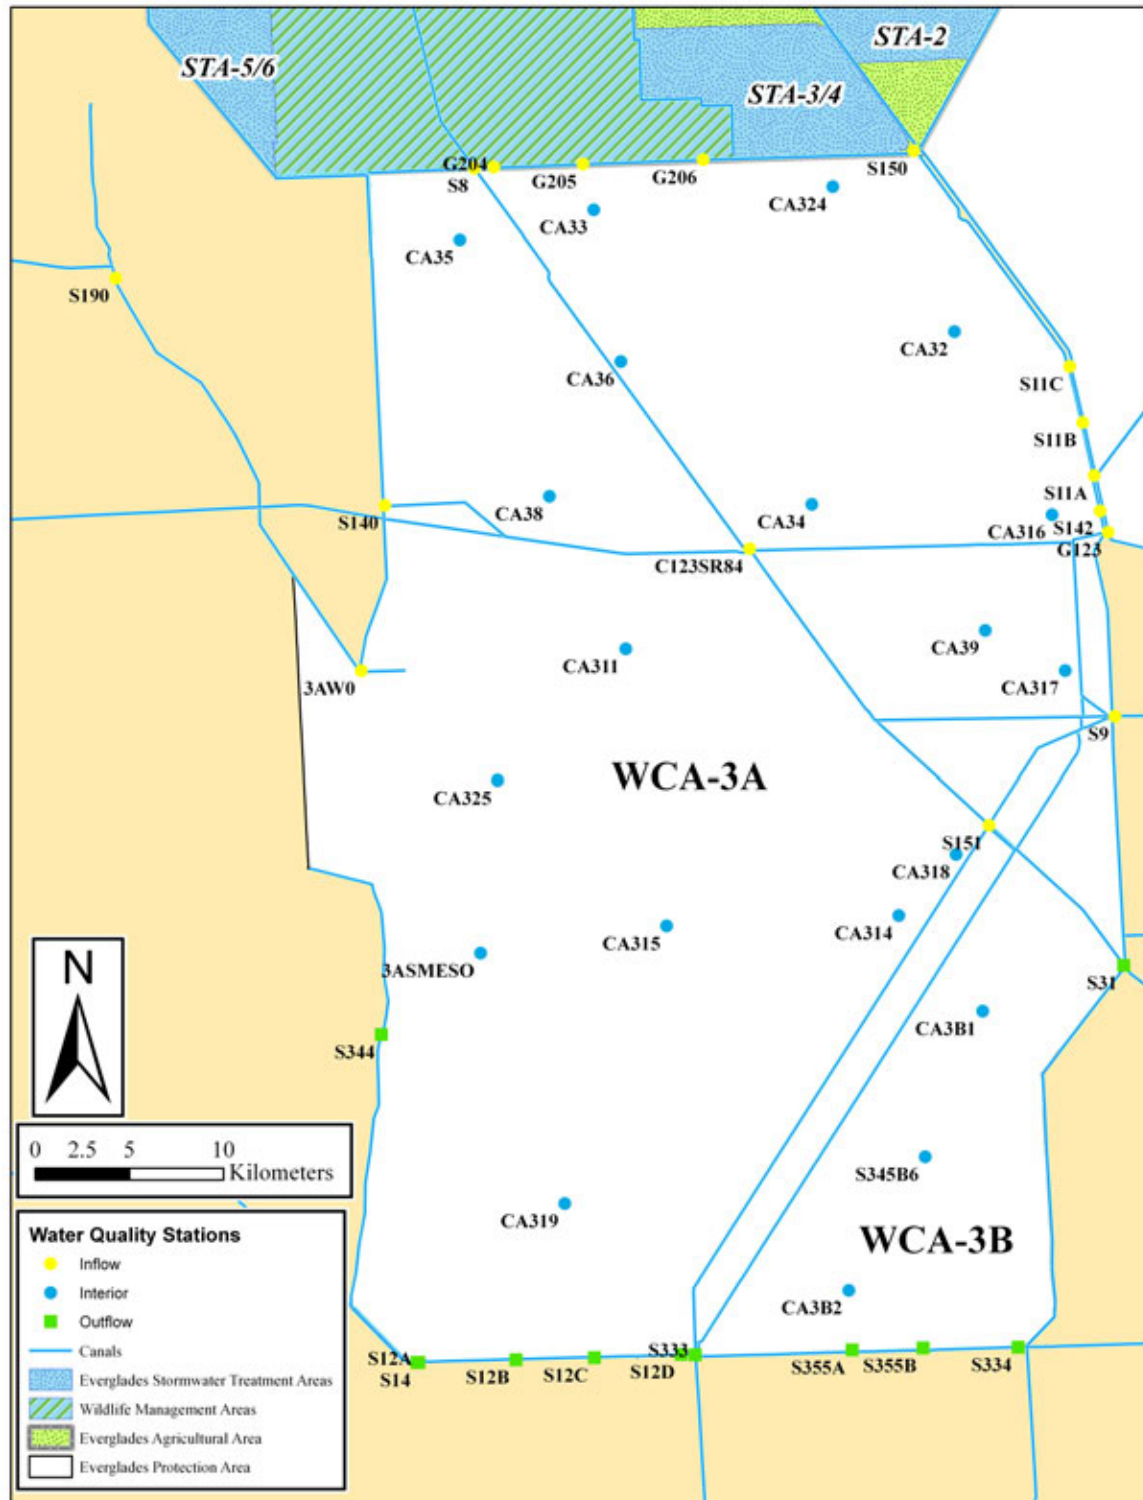 STA-2
STA-5/6
STA-3/4
G204
S8
G205
G206
S150
CA324
CA33
CA35
S190
CA32
CA36
S11C
S11B
S11A
CA38
CA34
CA316
S142
S140
G123
C123SR84
CA39
CA311
CA317
3AW0
S9
WCA-3A
CA325
S151
CA318
CA314
CA315
3ASMESO
S31
N
CA3B1
S344
0 2.5 5 10
Kilometers
S345B6
CA319
WCA-3B
Water Quality Stations
Inflow
Interior
Outflow
Canals
Everglades Stormwater Treatment Areas
Wildlife Management Areas
Everglades Agricultural Area
Everglades Protection Area
CA3B2
S12A
S14
S12B
S12C
S333
S12D
S355A
S355B
S334